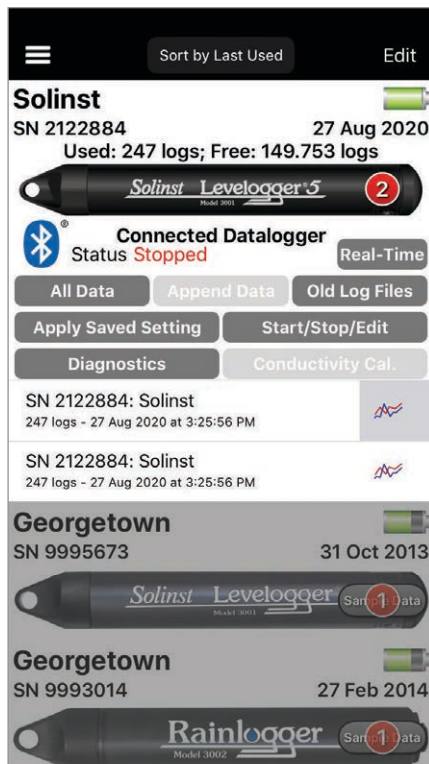 Sort by Last Used
Edit
Solinst
SN 2122884 27 Aug 2020
Used: 247 logs; Free: 149.753 logs
Solinst Levelogger® 5
Model 3001
2
®
Connected Datalogger
Status Stopped
Real-Time
All Data Append Data Old Log Files
Apply Saved Setting Start/Stop/Edit
Diagnostics Conductivity Cal.
SN 2122884: Solinst
247 logs - 27 Aug 2020 at 3:25:56 PM
SN 2122884: Solinst
247 logs - 27 Aug 2020 at 3:25:56 PM
Georgetown
SN 9995673 31 Oct 2013
Solinst Levelogger
Model 3001
Sample Data
1
Georgetown
SN 9993014 27 Feb 2014
Rainlogger
Model 3002
Sample Data
1